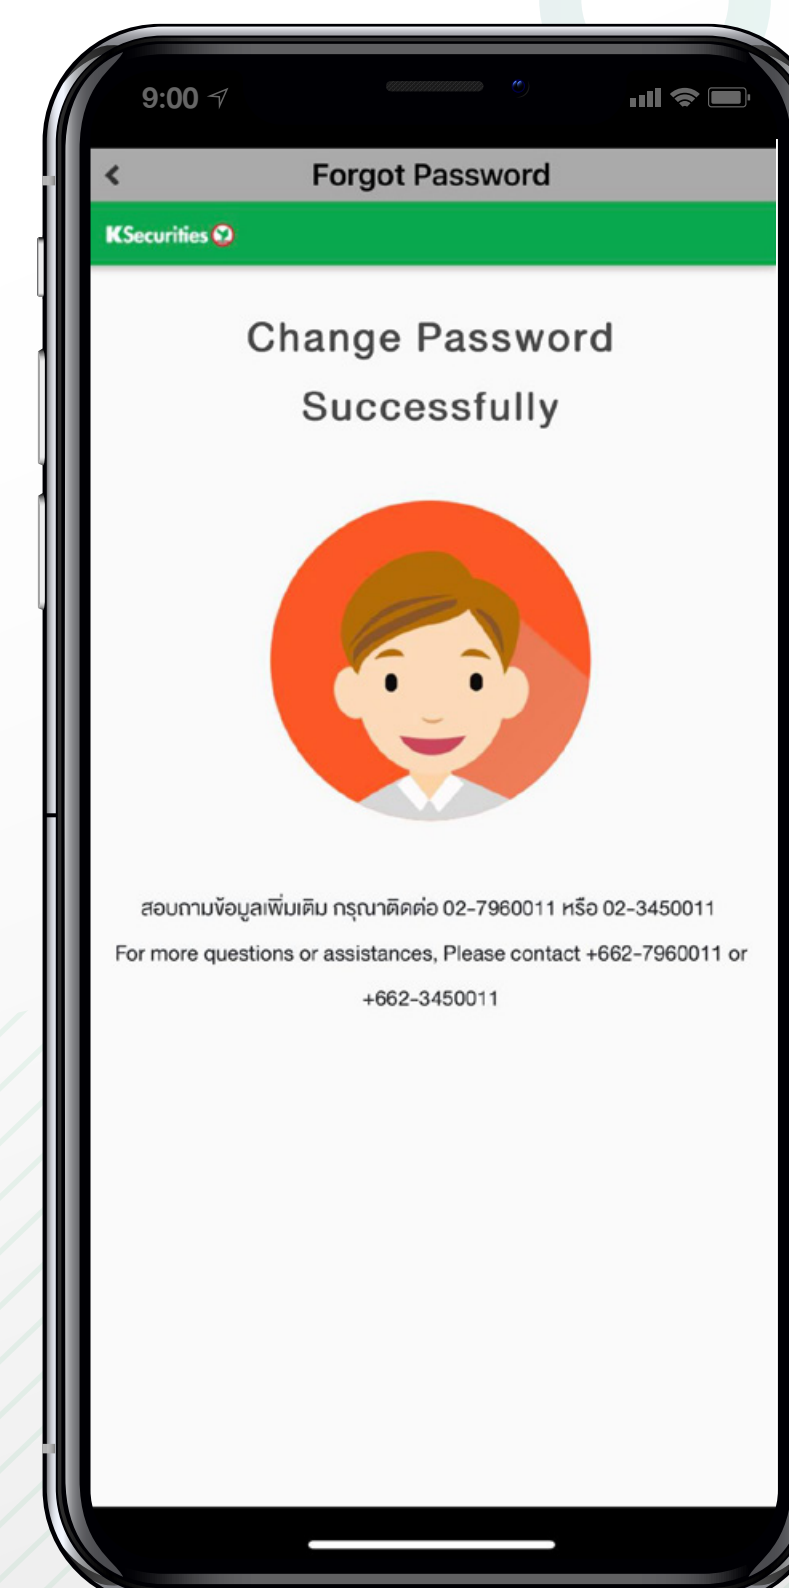 9:00
Forgot Password
KSecurities
Change Password
Successfully
สอบถามข้อมูลเพิ่มเติม กรุณาติดต่อ 02-7960011 หรือ 02-3450011
For more questions or assistances, Please contact +662-7960011 or
+662-3450011